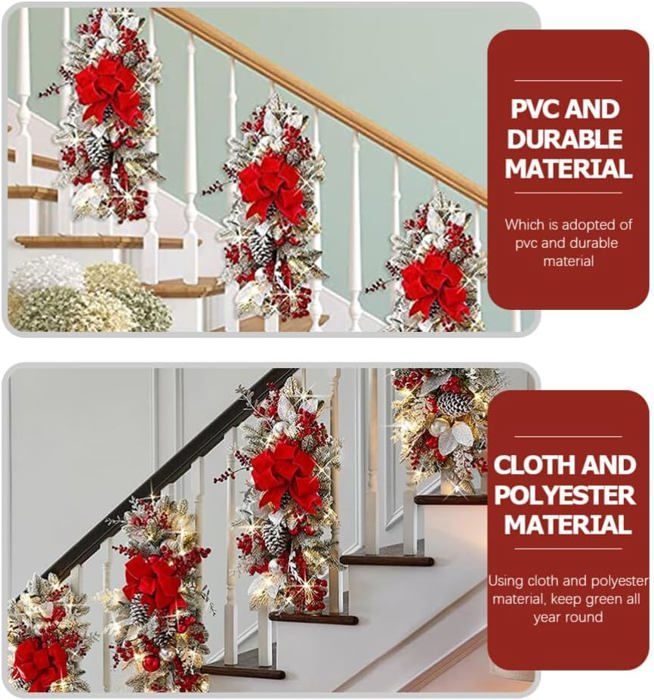 PVC AND
DURABLE
MATERIAL
Which is adopted of
pvc and durable
material
CLOTH AND
POLYESTER
MATERIAL
Using cloth and polyester
material, keep green all
year round